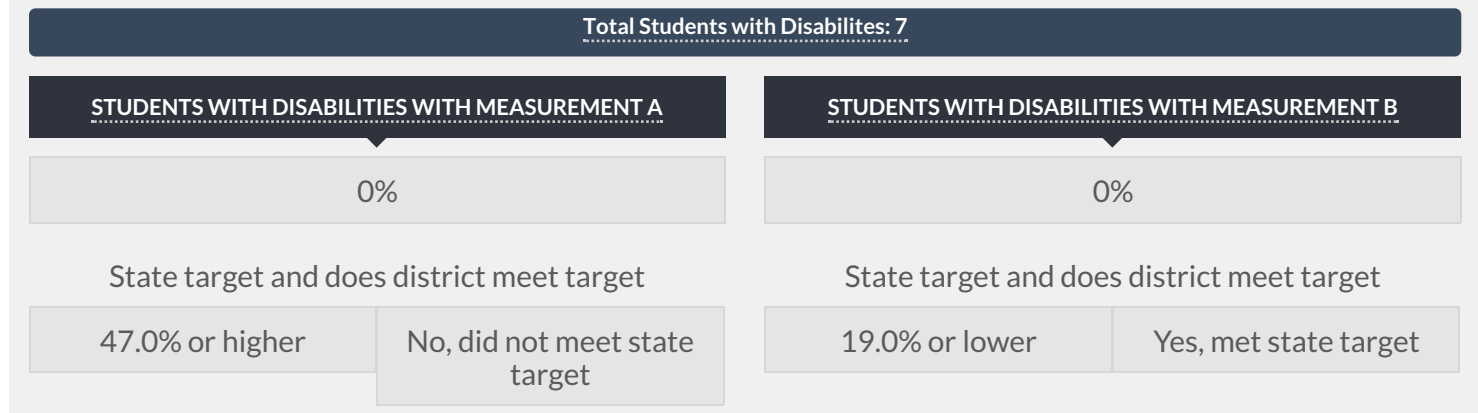 Total Students with Disabilites: 7
STUDENTS WITH DISABILITIES WITH MEASUREMENT A
0%
State target and does district meet target
47.0% or higher
No, did not meet state
target
STUDENTS WITH DISABILITIES WITH MEASUREMENT B
0%
State target and does district meet target
19.0% or lower
Yes, met state target